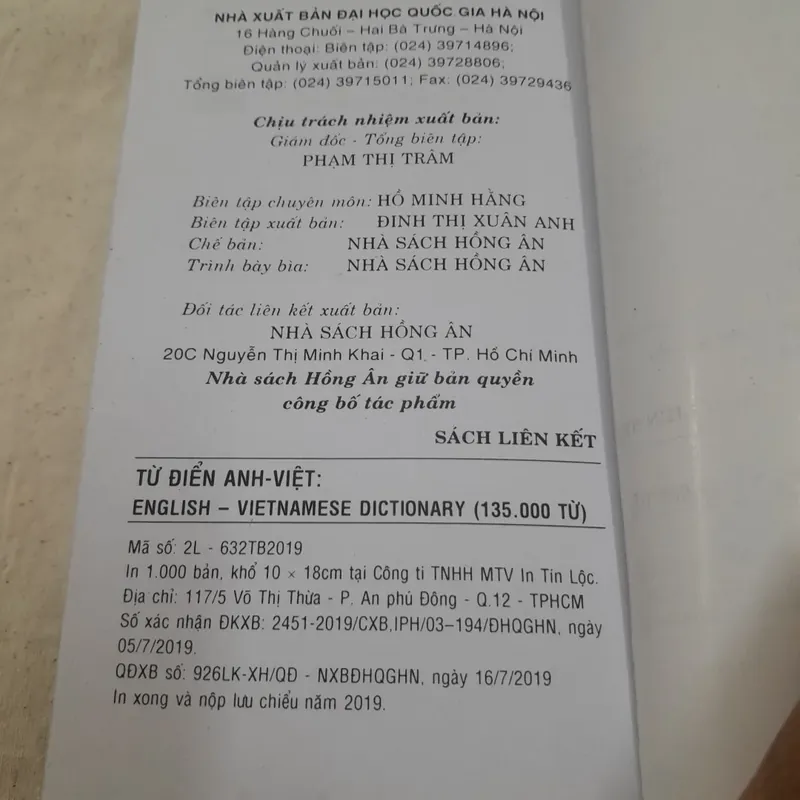 NHÀ XUẤT BẢN ĐẠI HỌC QUỐC GIA HÀ NỘI
16 Hàng Chuối – Hai Bà Trưng – Hà Nội
Điện thoại: Biên tập: (024) 39714896;
Quản lý xuất bản: (024) 39728806;
Tổng biên tập: (024) 39715011; Fax: (024) 39729436
Chịu trách nhiệm xuất bản:
Giám đốc - Tổng biên tập:
PHẠM THỊ TRÂM
Biên tập chuyên môn: HỒ MINH HẰNG
Biên tập xuất bản: ĐINH THỊ XUÂN ANH
Chế bản: NHÀ SÁCH HỒNG ÂN
Trình bày bìa: NHÀ SÁCH HỒNG ÂN
Đối tác liên kết xuất bản:
NHÀ SÁCH HỒNG ÂN
20C Nguyễn Thị Minh Khai - Q1 - TP. Hồ Chí Minh
Nhà sách Hồng Ân giữ bản quyền
công bố tác phẩm
SÁCH LIÊN KẾT
TỪ ĐIỂN ANH-VIỆT:
ENGLISH – VIETNAMESE DICTIONARY (135.000 TỪ)
Mã số: 2L - 632TB2019
In 1.000 bản, khổ 10 × 18cm tại Công ti TNHH MTV In Tin Lộc.
Địa chỉ: 117/5 Võ Thị Thừa - P. An phú Đông - Q.12 - TPHCM
Số xác nhận ĐKXB: 2451-2019/CXB,IPH/03–194/ĐHQGHN, ngày
05/7/2019.
QĐXB số: 926LK-XH/QĐ - NXBĐHQGHN, ngày 16/7/2019
In xong và nộp lưu chiểu năm 2019.